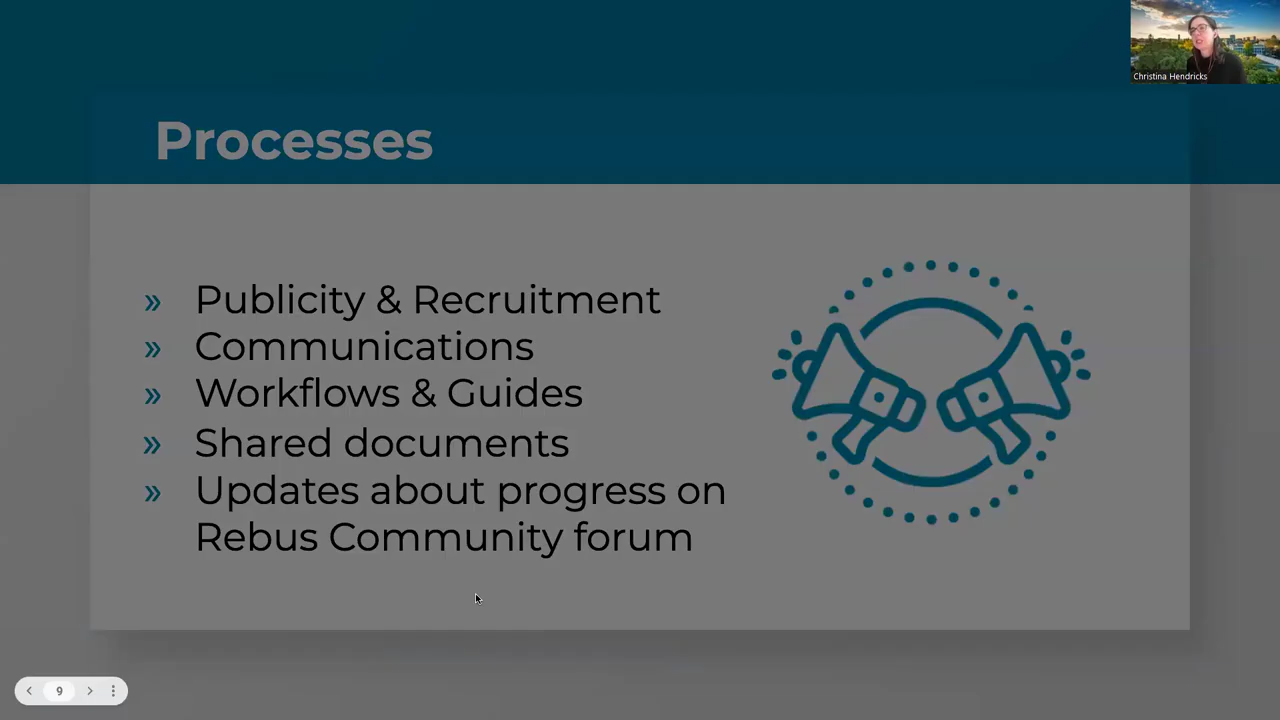 Christina Hendricks
Processes
» Publicity & Recruitment
» Communications
» Workflows & Guides
» Shared documents
» Updates about progress on
Rebus Community forum
9